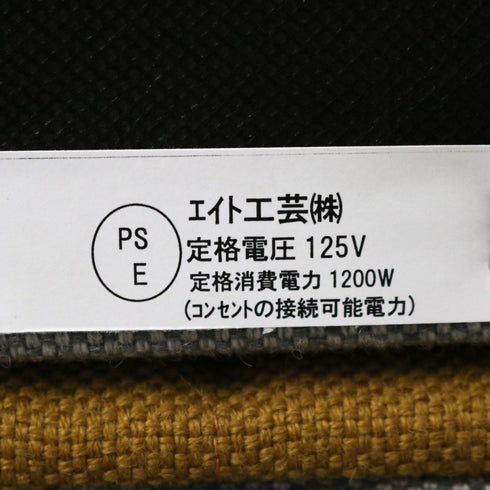 PS
E
ｴｲﾄ工芸㈱
定格電圧 125V
定格消費電力 1200W
(ｺﾝｾﾝﾄの接続可能電力)